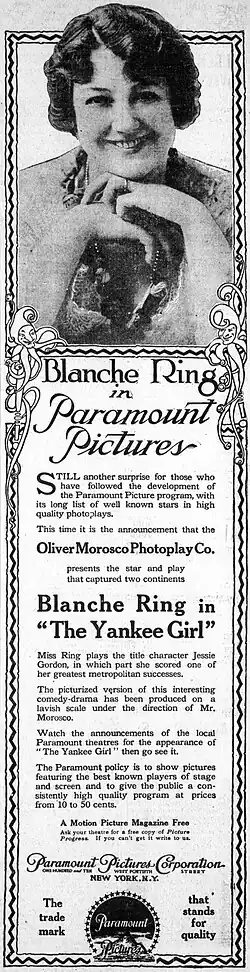 Blanche Ring
in
Paramount
Pictures
STILL another surprise for those who
have followed the development of
the Paramount Picture program, with
its long list of well known stars in high
quality photoplays.
This time it is the announcement that the
Oliver Morosco Photoplay Co.
presents the star and play
that captured two continents
Blanche Ring in
"The Yankee Girl"
Miss Ring plays the title character Jessie
Gordon, in which part she scored one of
her greatest metropolitan successes.
The picturized version of this interesting
comedy-drama has been produced on a
lavish scale under the direction of Mr.
Morosco.
Watch the announcements of the local
Paramount theatres for the appearance of
"The Yankee Girl" then go see it.
The Paramount policy is to show pictures
featuring the best known players of stage
and screen and to give the public a con-
sistently high quality program at prices
from 10 to 50 cents.
A Motion Picture Magazine Free
Ask your theatre for a free copy of Picture
Progress. If you can't get it write to us.
Paramount Pictures Corporation
ONE HUNDRED and TEN WEST FORTIETH STREET
NEW YORK, N.Y.
The
trade
mark
Paramount
Pictures
that
stands
for
quality